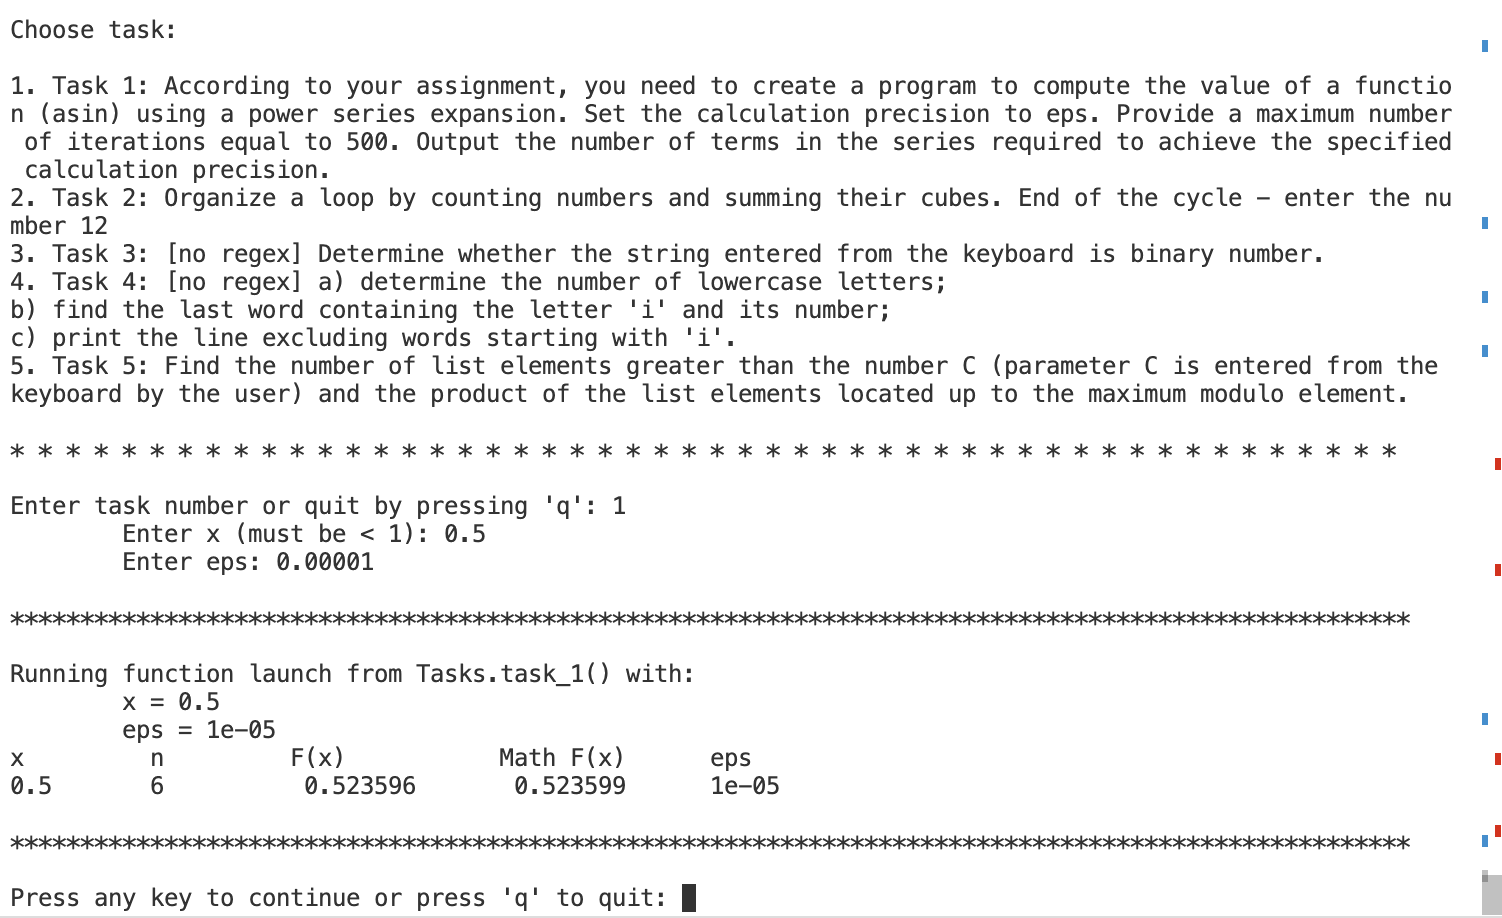 Choose task:
1. Task 1: According to your assignment, you need to create a program to compute the value of a functio
n (asin) using a power series expansion. Set the calculation precision to eps. Provide a maximum number
of iterations equal to 500. Output the number of terms in the series required to achieve the specified
calculation precision.
2. Task 2: Organize a loop by counting numbers and summing their cubes. End of the cycle – enter the nu
mber 12
3. Task 3: [no regex] Determine whether the string entered from the keyboard is binary number.
4. Task 4: [no regex] a) determine the number of lowercase letters;
b) find the last word containing the letter 'i' and its number;
c) print the line excluding words starting with 'i'.
5. Task 5: Find the number of list elements greater than the number C (parameter C is entered from the
keyboard by the user) and the product of the list elements located up to the maximum modulo element.
* * * * * * * * * * * * * * * * * * * * * * * * * * * * * * * * * * * * * * * * * * * * * * * * * *
Enter task number or quit by pressing 'q': 1
Enter x (must be < 1): 0.5
Enter eps: 0.00001
****************************************************************************************************
Running function launch from Tasks.task_1() with:
x = 0.5
eps = 1e-05
x n F(x) Math F(x) eps
0.5 6 0.523596 0.523599 1e-05
****************************************************************************************************
Press any key to continue or press 'q' to quit: